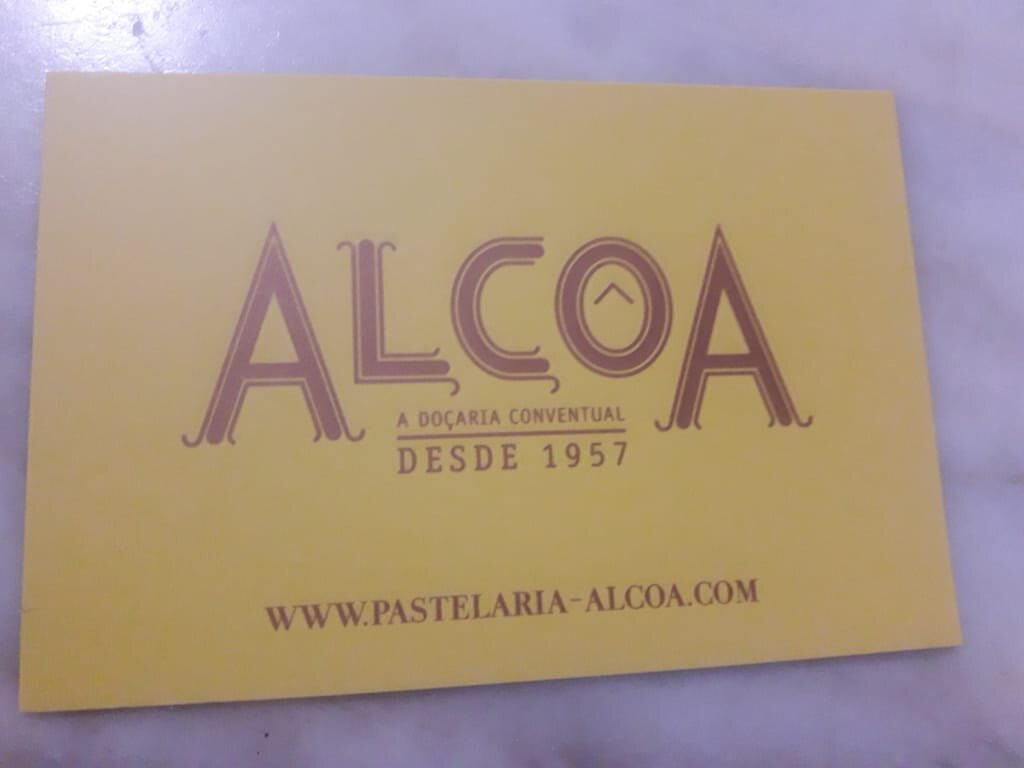 ALCÔA
A DOÇARIA CONVENTUAL
DESDE 1957
WWW.PASTELARIA-ALCOA.COM